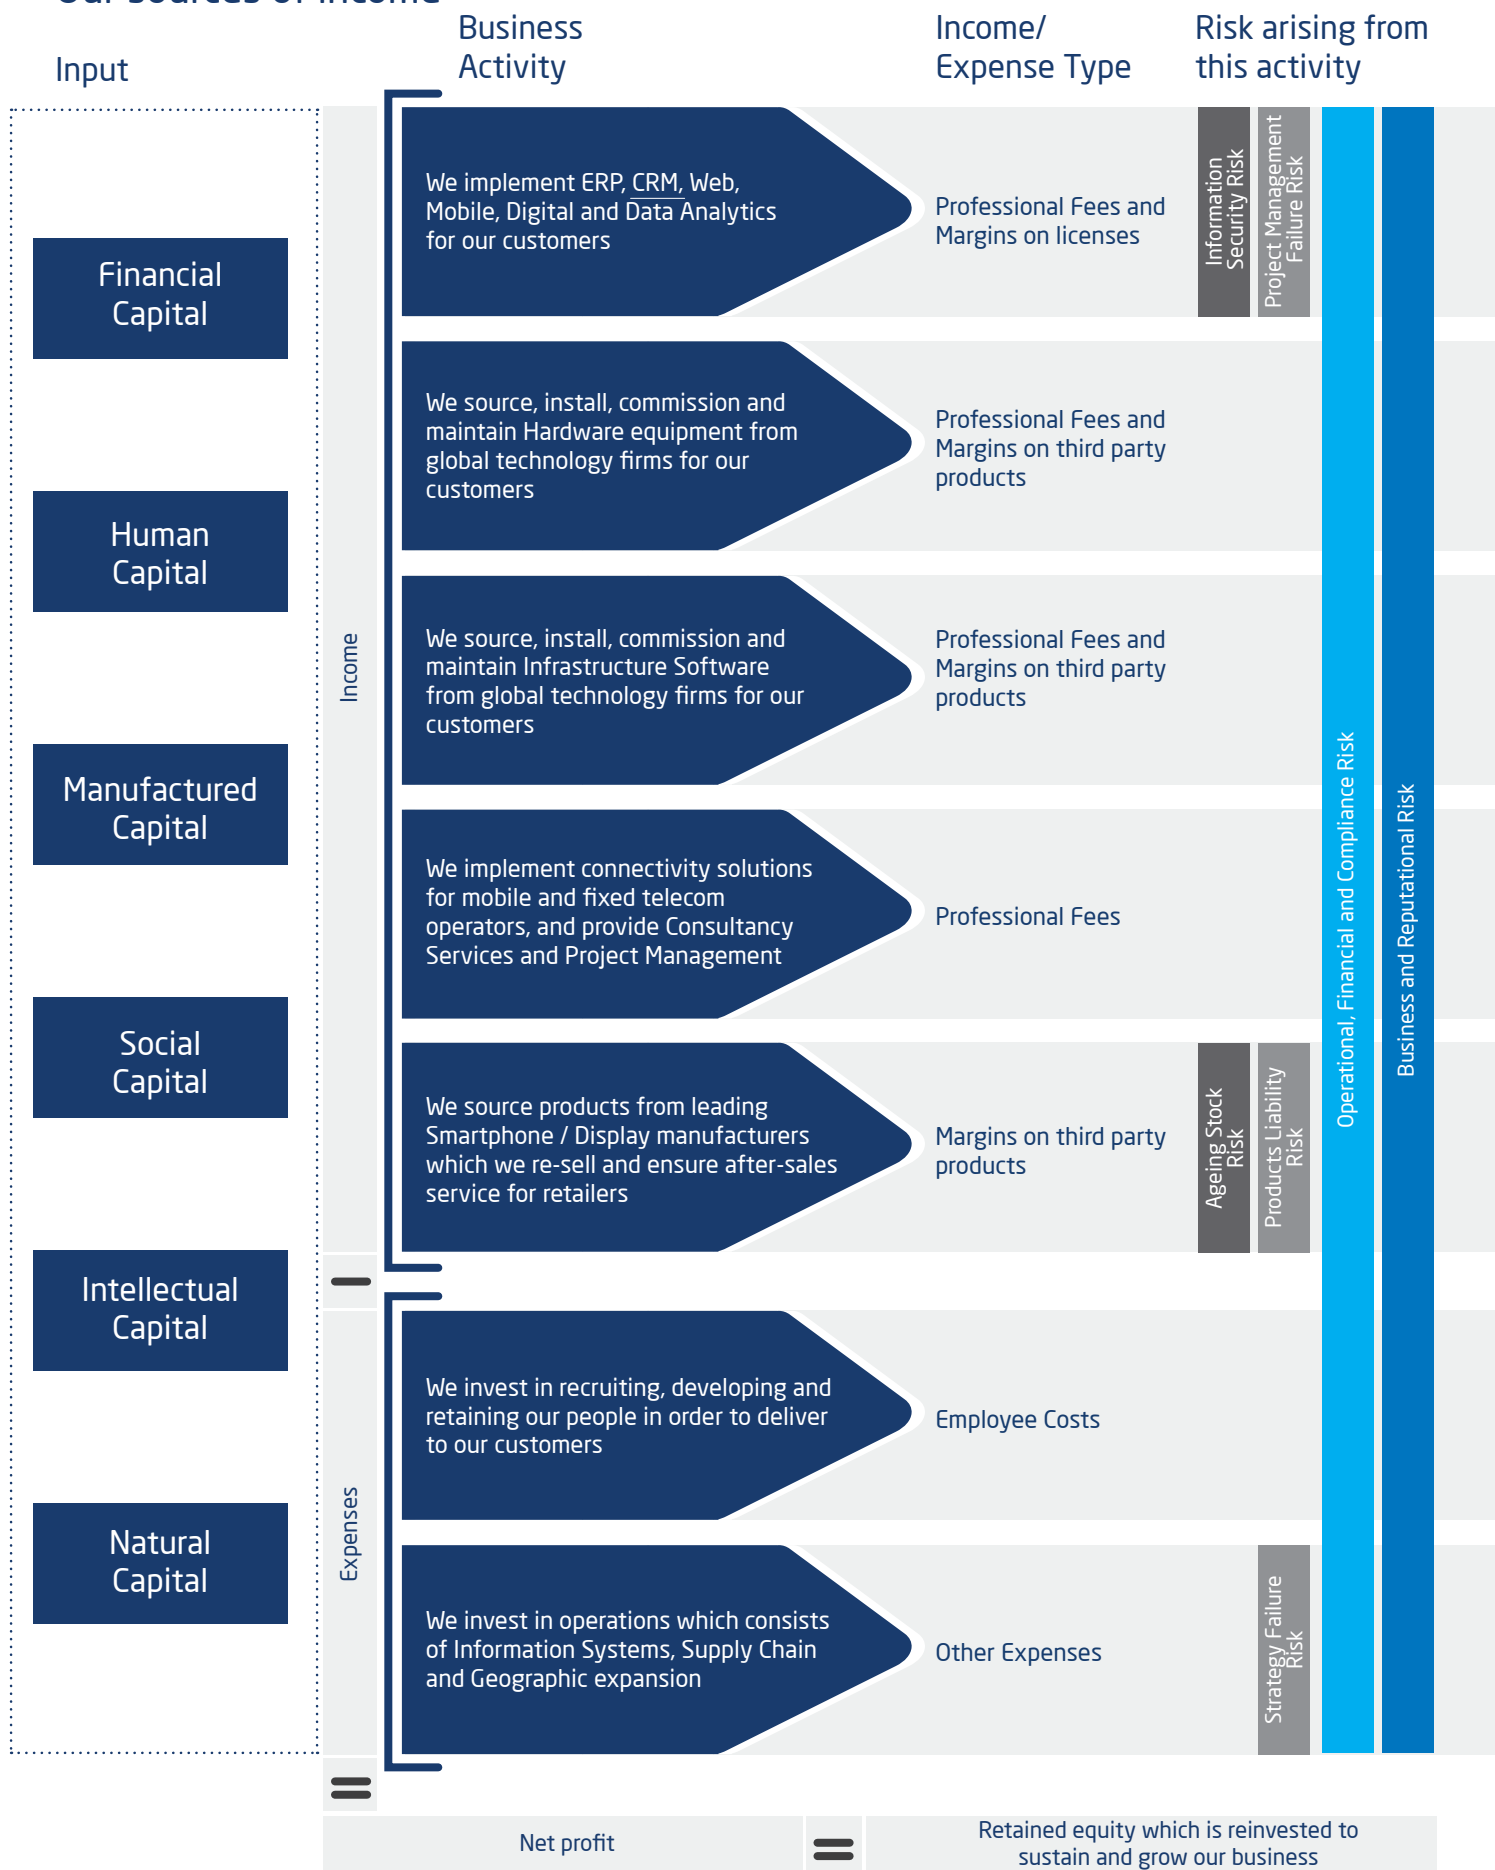 Our sources of income
Input
Business
Activity
Income/
Expense Type
Risk arising from
this activity
Financial
Capital
Human
Capital
Manufactured
Capital
Social
Capital
Intellectual
Capital
Natural
Capital
Income
We implement ERP, CRM, Web,
Mobile, Digital and Data Analytics
for our customers
Professional Fees and
Margins on licenses
Information
Security Risk
Project Management
Failure Risk
We source, install, commission and
maintain Hardware equipment from
global technology firms for our
customers
Professional Fees and
Margins on third party
products
We source, install, commission and
maintain Infrastructure Software
from global technology firms for our
customers
Professional Fees and
Margins on third party
products
We implement connectivity solutions
for mobile and fixed telecom
operators, and provide Consultancy
Services and Project Management
Professional Fees
We source products from leading
Smartphone / Display manufacturers
which we re-sell and ensure after-sales
service for retailers
Margins on third party
products
Ageing Stock
Risk
Products Liability
Risk
Operational, Financial and Compliance Risk
Business and Reputational Risk
Expenses
We invest in recruiting, developing and
retaining our people in order to deliver
to our customers
Employee Costs
We invest in operations which consists
of Information Systems, Supply Chain
and Geographic expansion
Other Expenses
Strategy Failure
Risk
Net profit
=
Retained equity which is reinvested to
sustain and grow our business